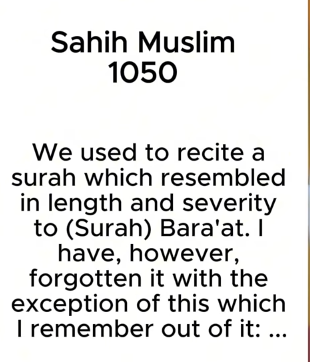 Sahih Muslim
1050
We used to recite a
surah which resembled
in length and severity
to (Surah) Bara'at. I
have, however,
forgotten it with the
exception of this which
I remember out of it: ...